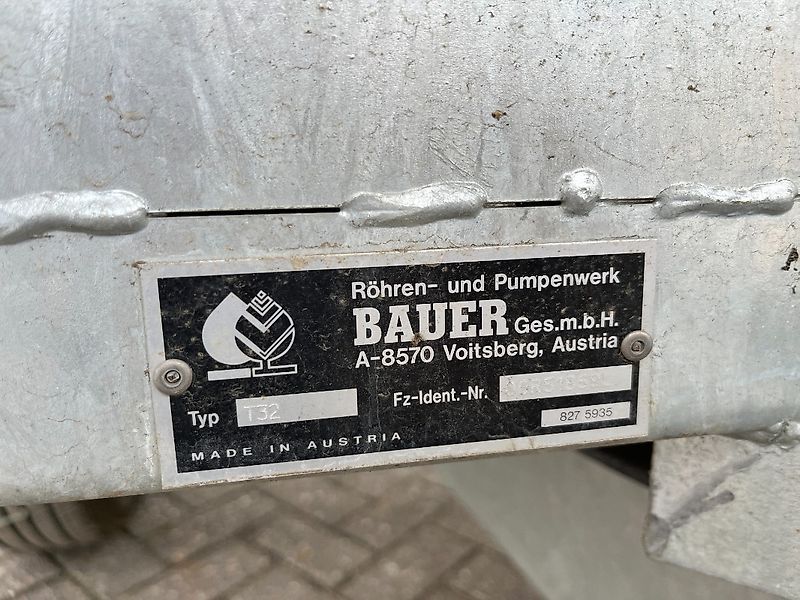 Röhren- und Pumpenwerk
BAUER Ges.m.b.H.
A-8570 Voitsberg, Austria
Typ T32
Fz-Ident.-Nr.
827 5935
MADE IN AUSTRIA